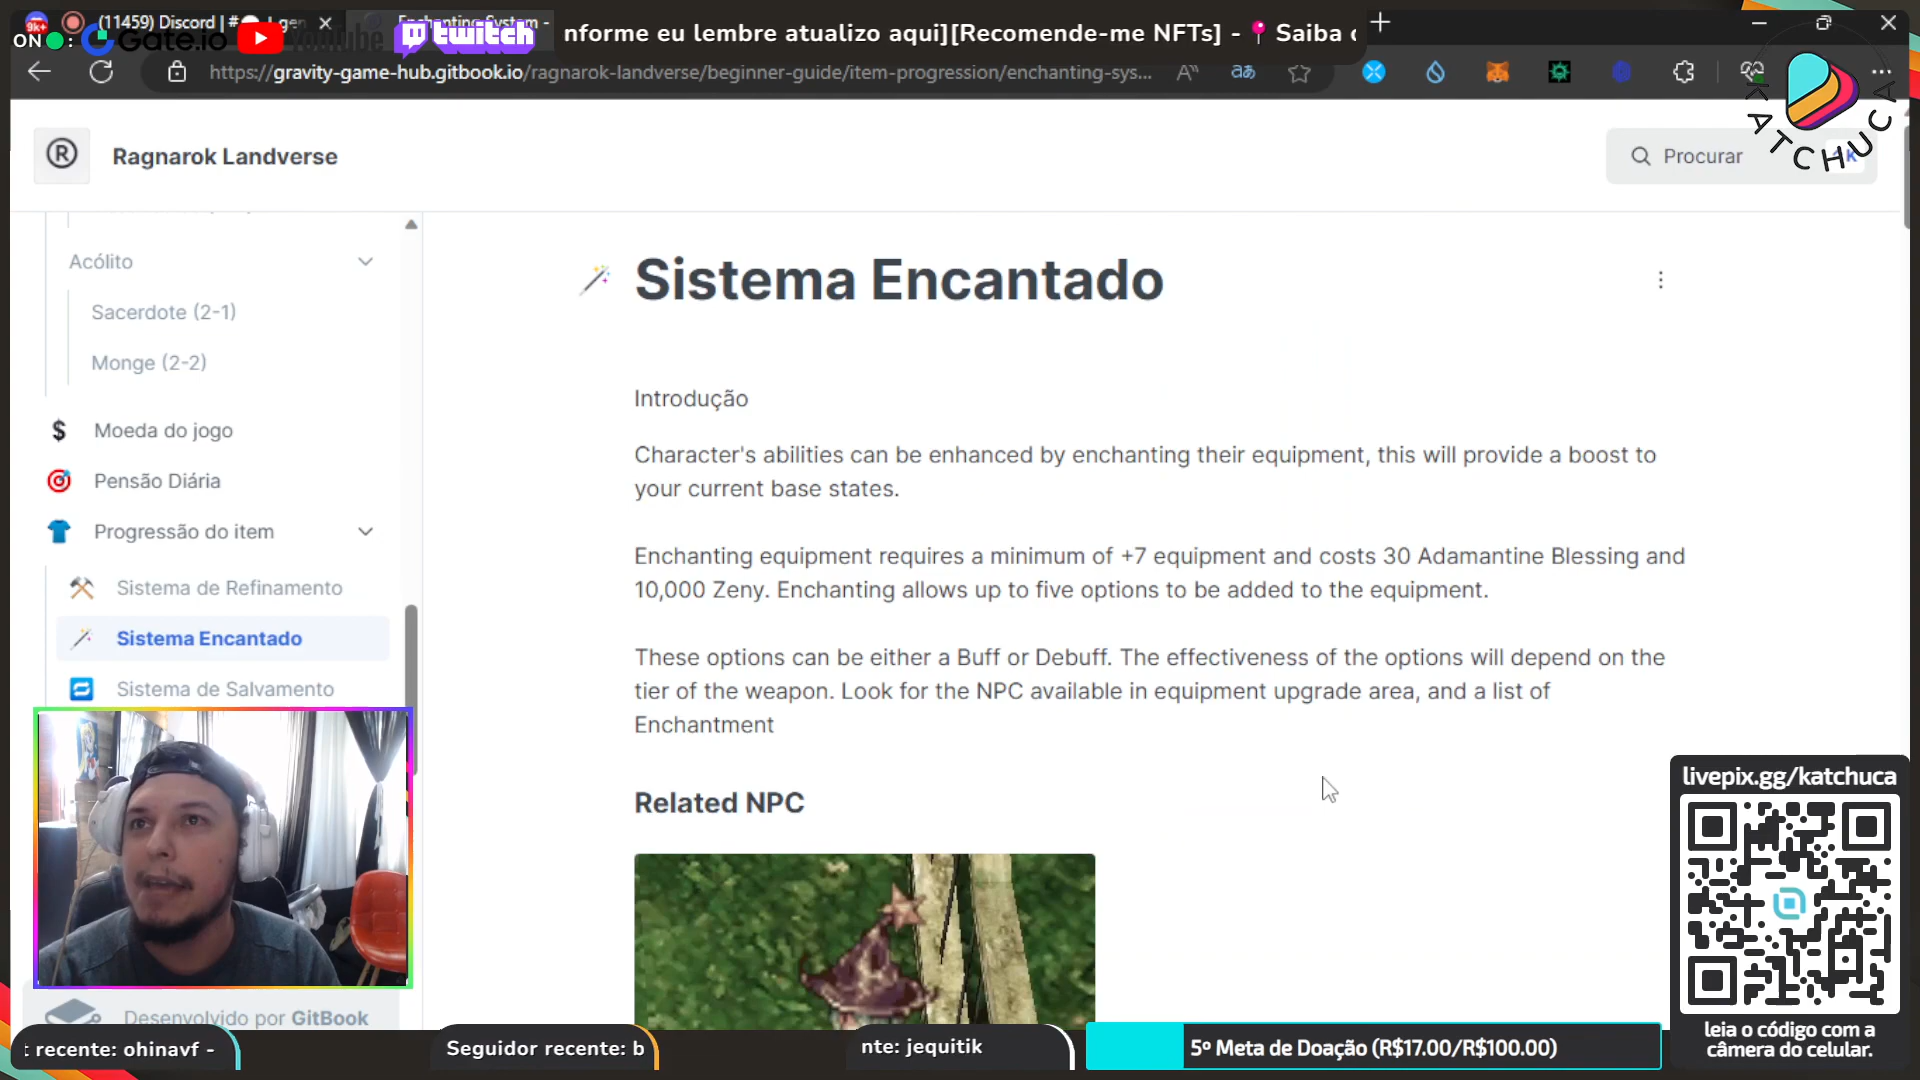 (11459) Discord | #
Enchanting System -
9k+
ON :
Gate.io
Youtube
twitch
nforme eu lembre atualizo aqui][Recomende-me NFTs] - 📍 Saiba
https://gravity-game-hub.gitbook.io/ragnarok-landverse/beginner-guide/item-progression/enchanting-sys...
KATCHUCA
Ragnarok Landverse
Procurar
Acólito
Sacerdote (2-1)
Monge (2-2)
Moeda do jogo
Pensão Diária
Progressão do item
Sistema de Refinamento
Sistema Encantado
Sistema de Salvamento
Desenvolvido por GitBook
Sistema Encantado
Introdução
Character's abilities can be enhanced by enchanting their equipment, this will provide a boost to
your current base states.
Enchanting equipment requires a minimum of +7 equipment and costs 30 Adamantine Blessing and
10,000 Zeny. Enchanting allows up to five options to be added to the equipment.
These options can be either a Buff or Debuff. The effectiveness of the options will depend on the
tier of the weapon. Look for the NPC available in equipment upgrade area, and a list of
Enchantment
Related NPC
livepix.gg/katchuca
leia o código com a
câmera do celular.
recente: ohinavf -
Seguidor recente: b
nte: jequitik
5º Meta de Doação (R$17.00/R$100.00)